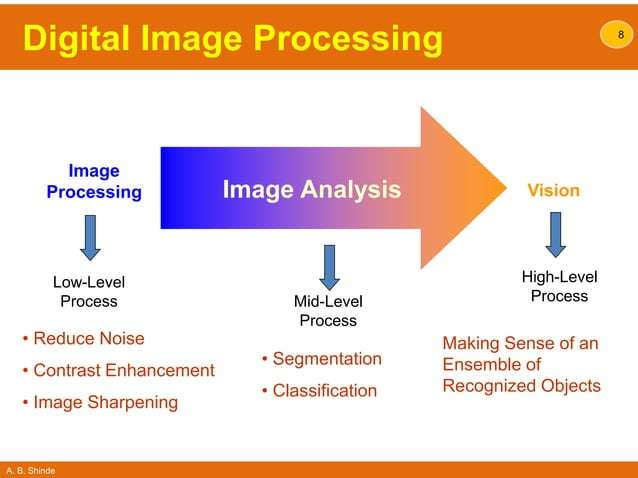 Digital Image Processing
8
Image
Processing
Image Analysis
Vision
Low-Level
Process
• Reduce Noise
• Contrast Enhancement
• Image Sharpening
Mid-Level
Process
• Segmentation
• Classification
High-Level
Process
Making Sense of an
Ensemble of
Recognized Objects
A. B. Shinde